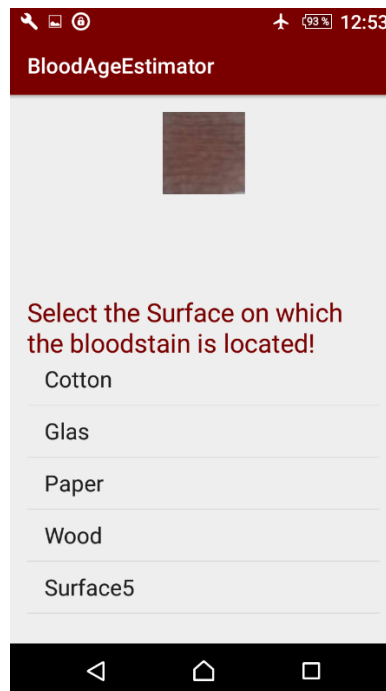 93% 12:53
BloodAgeEstimator
Select the Surface on which
the bloodstain is located!
Cotton
Glas
Paper
Wood
Surface5